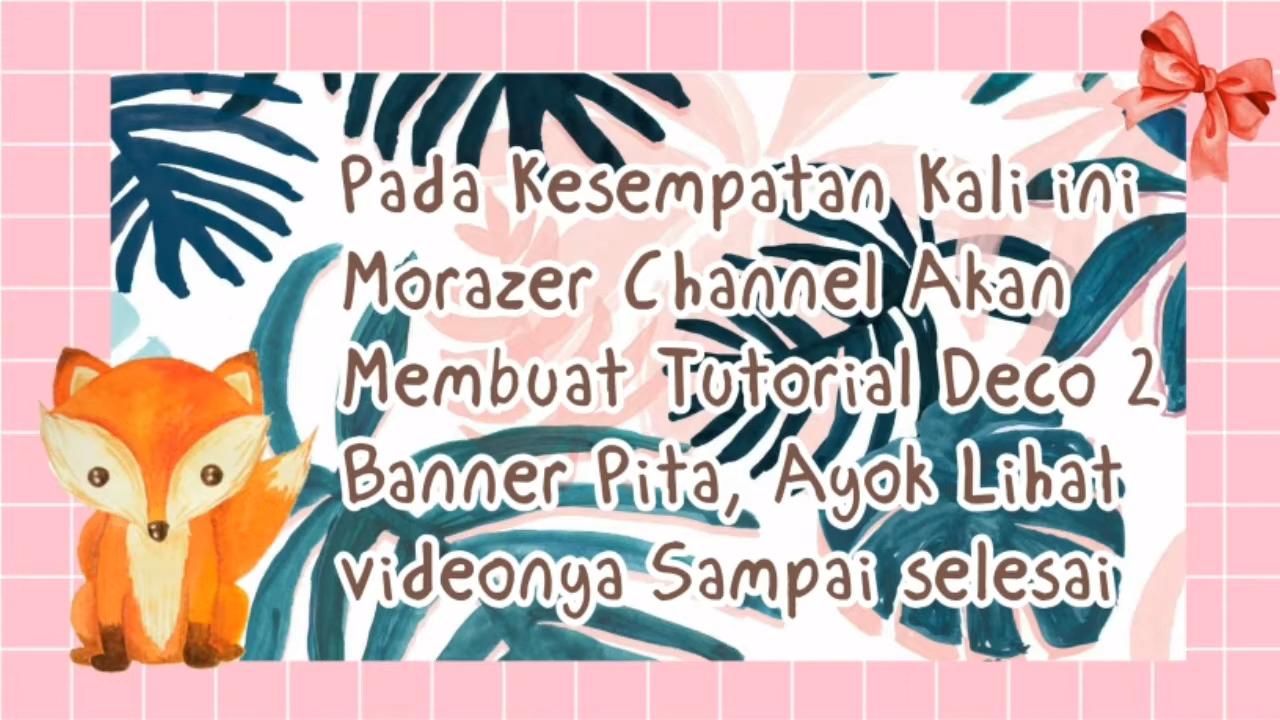 Pada Kesempatan Kali ini
Morazer Channel Akan
Membuat Tutorial Deco 2
Banner Pita, Ayok Lihat
videonya Sampai selesai